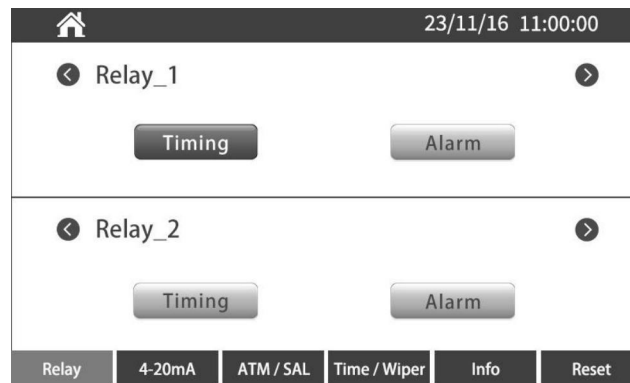 23/11/16 11:00:00
Relay_1
Timing Alarm
Relay_2
Timing Alarm
Relay 4-20mA ATM / SAL Time / Wiper Info Reset